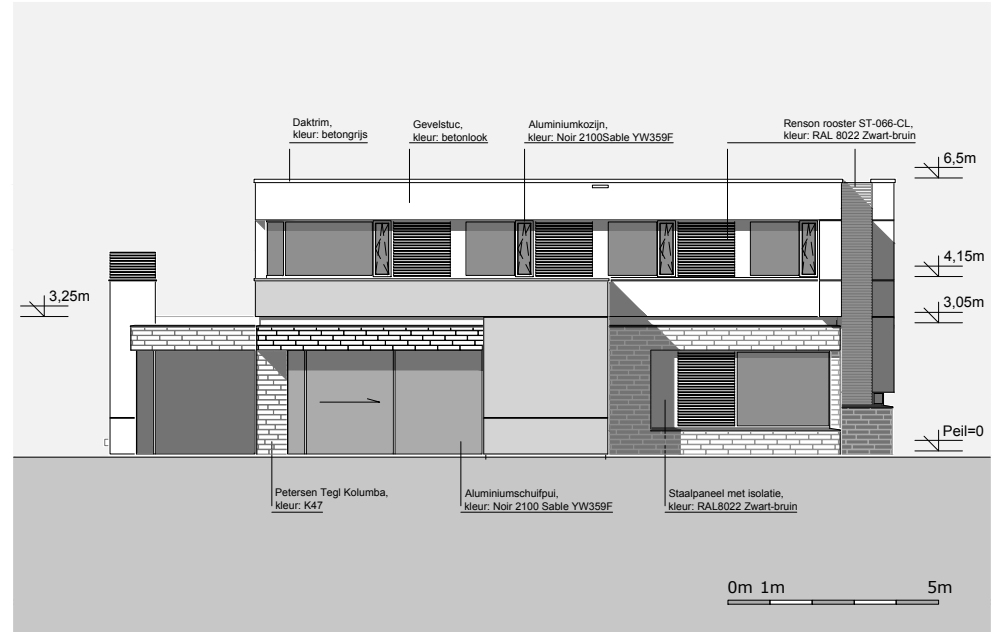 Daktrim,
kleur: betongrijs
Gevelstuc,
kleur: betonlook
Aluminiumkozijn,
kleur: Noir 2100Sable YW359F
Renson rooster ST-066-CL,
kleur: RAL 8022 Zwart-bruin
6,5m
4,15m
3,25m
3,05m
Peil=0
Petersen Tegl Kolumba,
kleur: K47
Aluminiumschuifpui,
kleur: Noir 2100 Sable YW359F
Staalpaneel met isolatie,
kleur: RAL8022 Zwart-bruin
0m 1m 5m